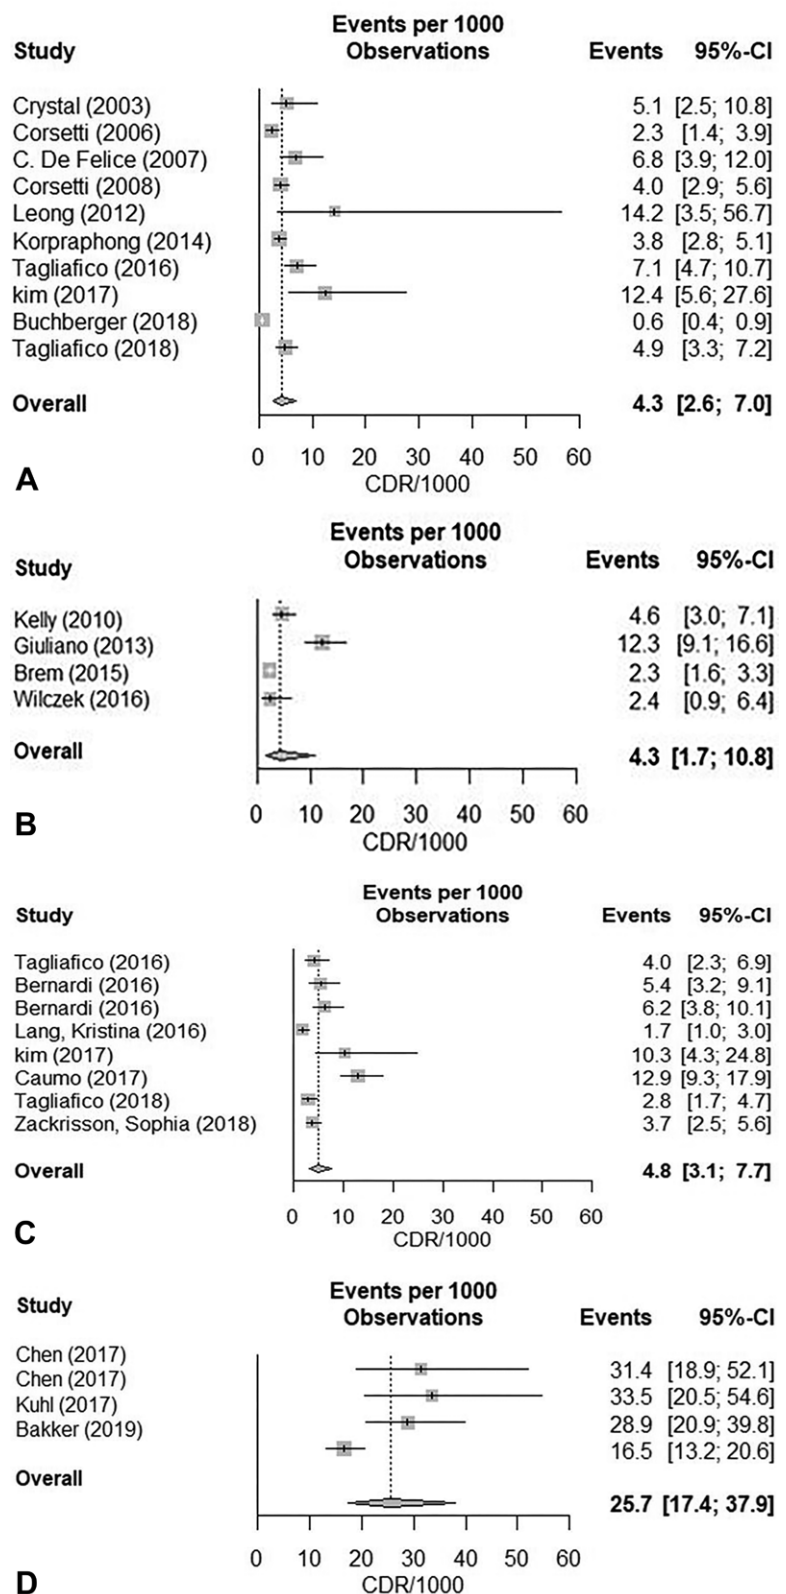 Events per 1000
Study Observations Events 95%-CI
Crystal (2003) 5.1 [2.5; 10.8]
Corsetti (2006) 2.3 [1.4; 3.9]
C. De Felice (2007) 6.8 [3.9; 12.0]
Corsetti (2008) 4.0 [2.9; 5.6]
Leong (2012) 14.2 [3.5; 56.7]
Korpraphong (2014) 3.8 [2.8; 5.1]
Tagliafico (2016) 7.1 [4.7; 10.7]
kim (2017) 12.4 [5.6; 27.6]
Buchberger (2018) 0.6 [0.4; 0.9]
Tagliafico (2018) 4.9 [3.3; 7.2]
Overall 4.3 [2.6; 7.0]
0 10 20 30 40 50 60
A CDR/1000
Events per 1000
Study Observations Events 95%-CI
Kelly (2010) 4.6 [3.0; 7.1]
Giuliano (2013) 12.3 [9.1; 16.6]
Brem (2015) 2.3 [1.6; 3.3]
Wilczek (2016) 2.4 [0.9; 6.4]
Overall 4.3 [1.7; 10.8]
0 10 20 30 40 50 60
B CDR/1000
Events per 1000
Study Observations Events 95%-CI
Tagliafico (2016) 4.0 [2.3; 6.9]
Bernardi (2016) 5.4 [3.2; 9.1]
Bernardi (2016) 6.2 [3.8; 10.1]
Lang, Kristina (2016) 1.7 [1.0; 3.0]
kim (2017) 10.3 [4.3; 24.8]
Caumo (2017) 12.9 [9.3; 17.9]
Tagliafico (2018) 2.8 [1.7; 4.7]
Zackrisson, Sophia (2018) 3.7 [2.5; 5.6]
Overall 4.8 [3.1; 7.7]
0 10 20 30 40 50 60
C CDR/1000
Events per 1000
Study Observations Events 95%-CI
Chen (2017) 31.4 [18.9; 52.1]
Chen (2017) 33.5 [20.5; 54.6]
Kuhl (2017) 28.9 [20.9; 39.8]
Bakker (2019) 16.5 [13.2; 20.6]
Overall 25.7 [17.4; 37.9]
0 10 20 30 40 50 60
D CDR/1000